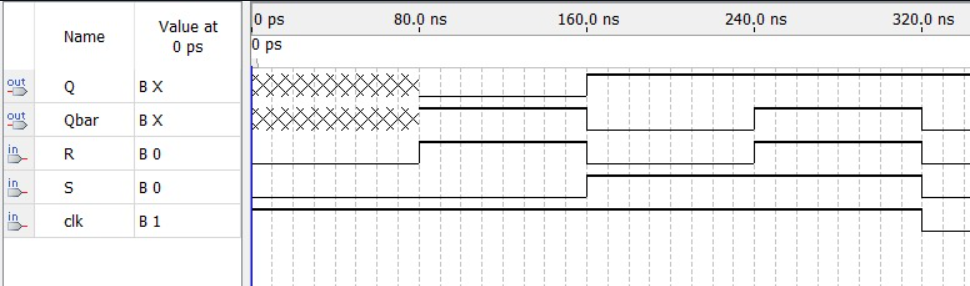 Name Value at 0 ps
0 ps 80.0 ns 160.0 ns 240.0 ns 320.0 ns
0 ps
out Q B X
out Qbar B X
in R B 0
in S B 0
in clk B 1